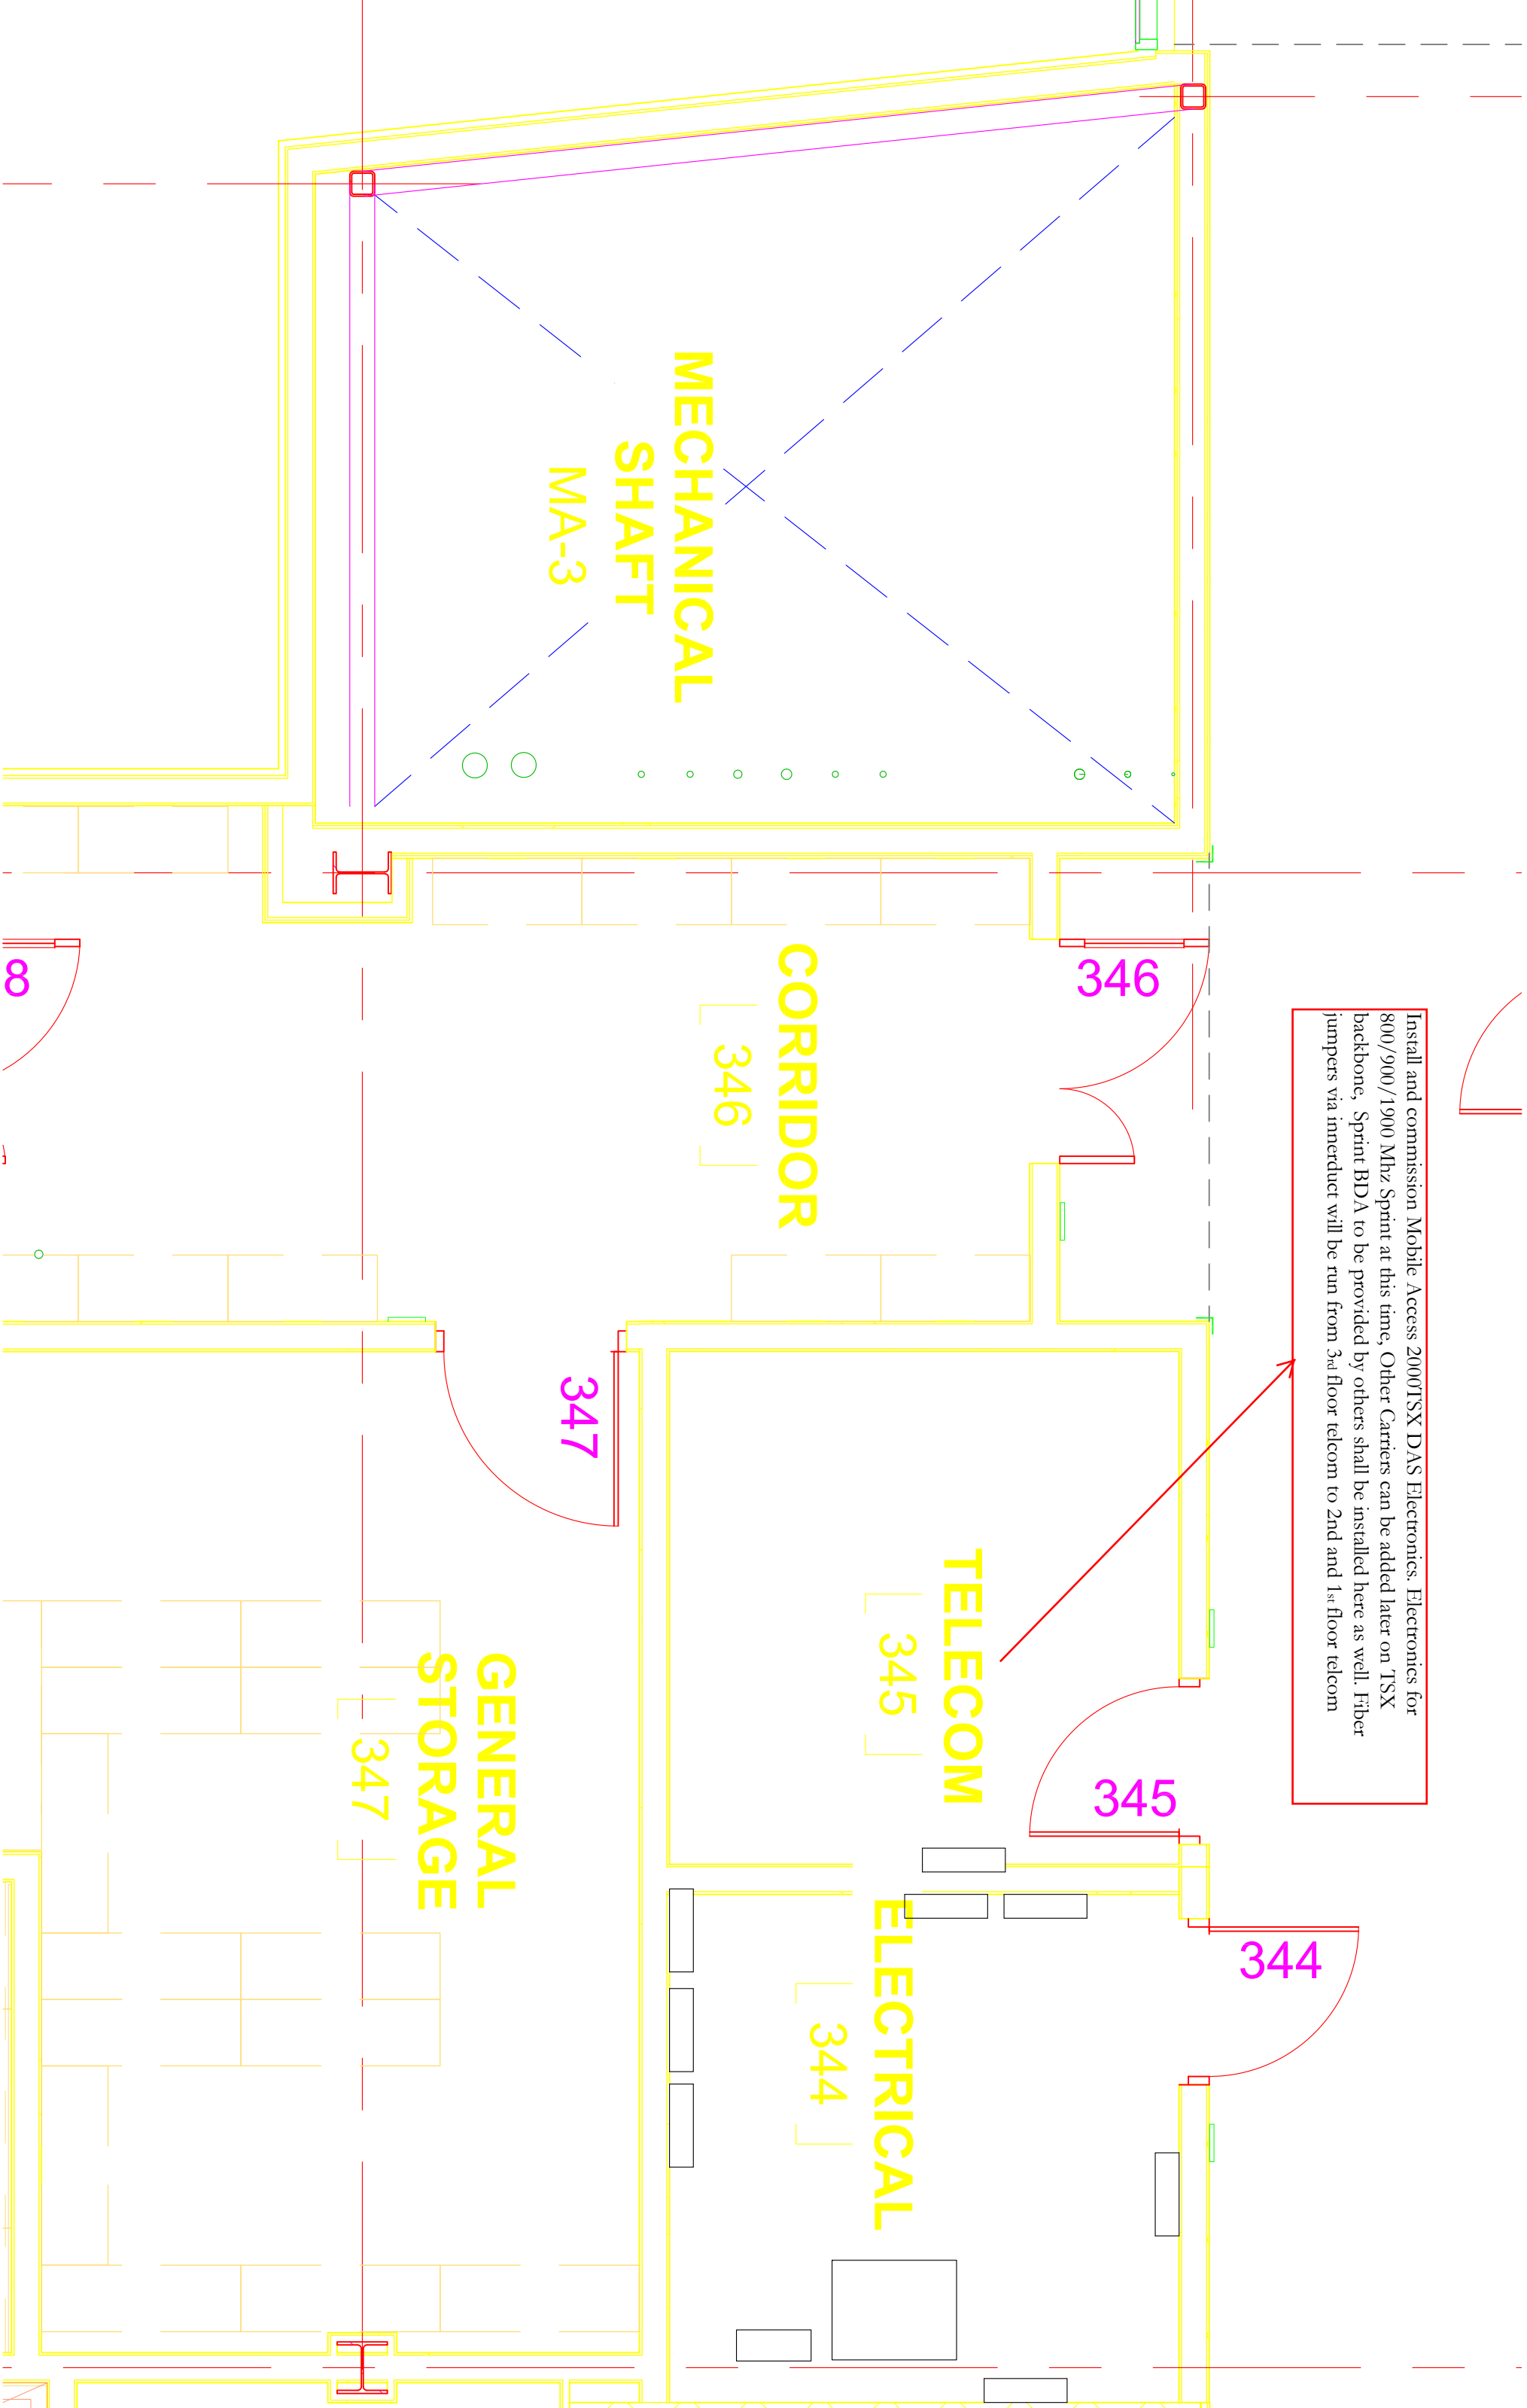 Install and commission Mobile Access 2000TSX DAS Electronics. Electronics for
800/900/1900 Mhz Sprint at this time, Other Carriers can be added later on TSX
backbone, Sprint BDA to be provided by others shall be installed here as well. Fiber
jumpers via innerduct will be run from 3rd floor telcom to 2nd and 1st floor telcom
MECHANICAL
SHAFT
MA-3
8
CORRIDOR
346
346
347
TELECOM
345
345
GENERAL
STORAGE
347
ELECTRICAL
344
344